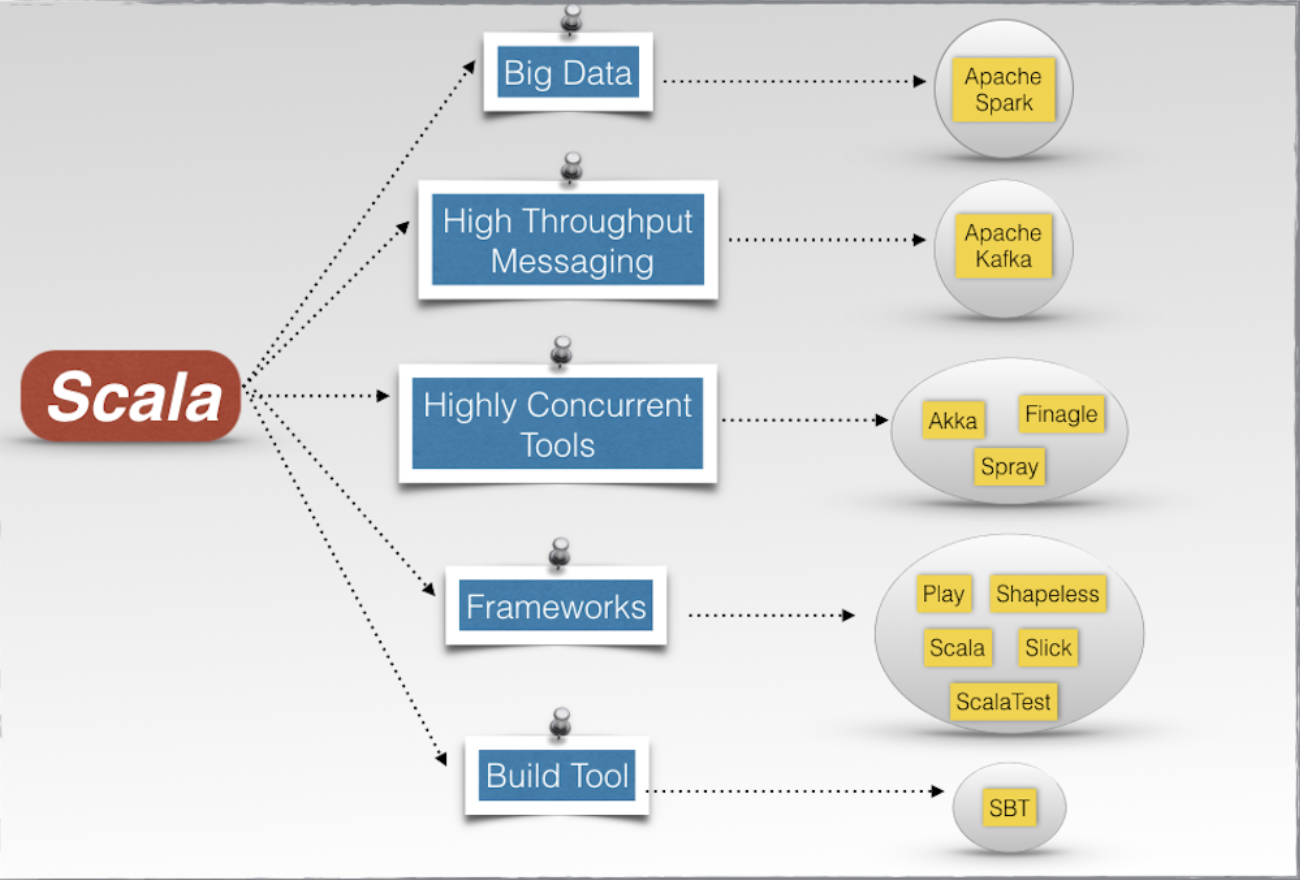 Scala
Big Data
Apache
Spark
High Throughput
Messaging
Apache
Kafka
Highly Concurrent
Tools
Akka
Finagle
Spray
Frameworks
Play
Shapeless
Scala
Slick
ScalaTest
Build Tool
SBT